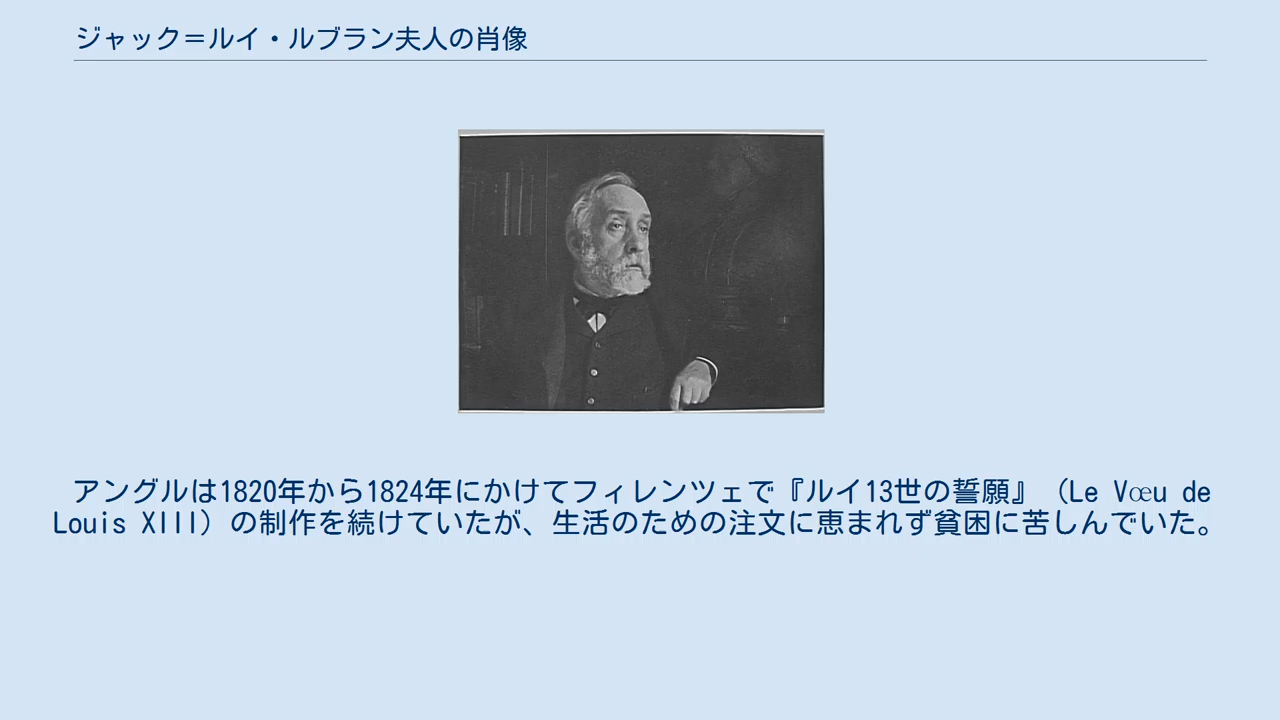 ジャック＝ルイ・ルブラン夫人の肖像
アングルは1820年から1824年にかけてフィレンツェで『ルイ13世の誓願』（Le Vœu de
Louis XIII）の制作を続けていたが、生活のための注文に恵まれず貧困に苦しんでいた。